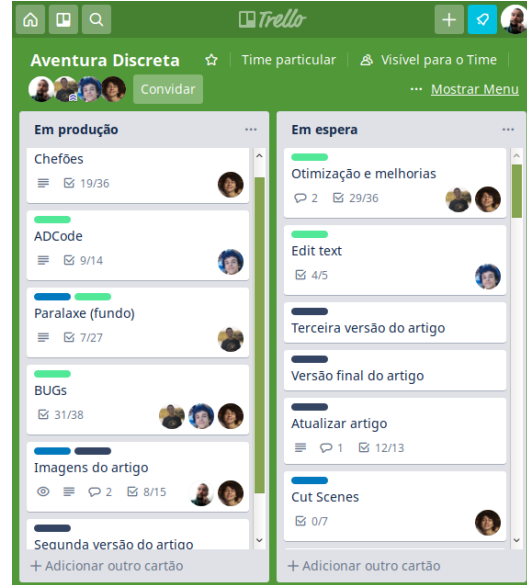 Trello
Aventura Discreta
Time particular
Visível para o Time
Convidar
... Mostrar Menu
Em produção
...
Chefões
19/36
ADCode
9/14
Paralaxe (fundo)
7/27
BUGs
31/38
Imagens do artigo
2 8/15
Segunda versão do artigo
+ Adicionar outro cartão
Em espera
...
Otimização e melhorias
2 29/36
Edit text
4/5
Terceira versão do artigo
Versão final do artigo
Atualizar artigo
1 12/13
Cut Scenes
0/7
+ Adicionar outro cartão